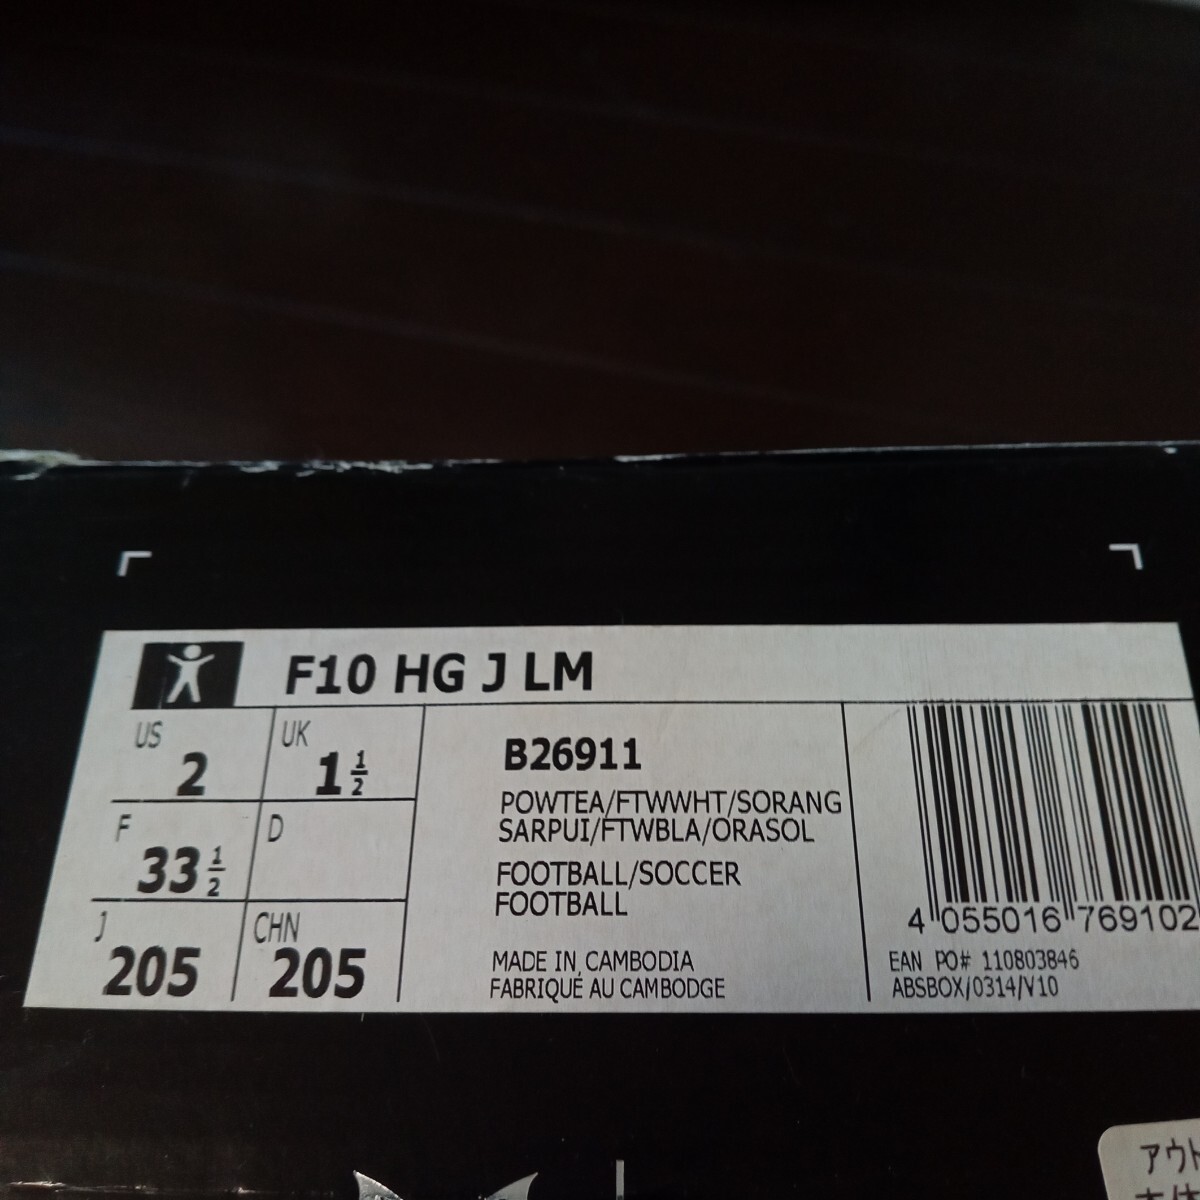 F10 HG J LM
US
2
UK
1 1/2
F
33 1/2
D
J
205
CHN
205
B26911
POWTEA/FTWWHT/SORANG
SARPUI/FTWBLA/ORASOL
FOOTBALL/SOCCER
FOOTBALL
MADE IN CAMBODIA
FABRIQUÉ AU CAMBODGE
4 055016 769102
EAN PO# 110803846
ABSBOX/0314/V10
アウト